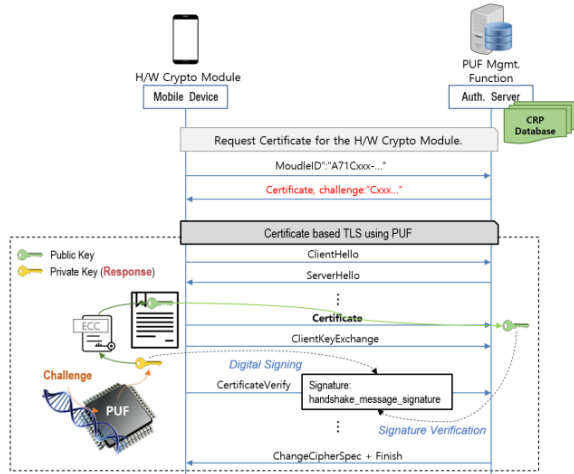 H/W Crypto Module
Mobile Device
PUF Mgmt.
Function
Auth. Server
CRP
Database
Request Certificate for the H/W Crypto Module.
MoudleID":"A71Cxxx-..."
Certificate, challenge:"Cxxx..."
Certificate based TLS using PUF
Public Key
Private Key (Response)
ClientHello
ServerHello
ECC
Certificate
ClientKeyExchange
Digital Signing
Challenge
PUF
CertificateVerify
Signature:
handshake_message_signature
Signature Verification
ChangeCipherSpec + Finish